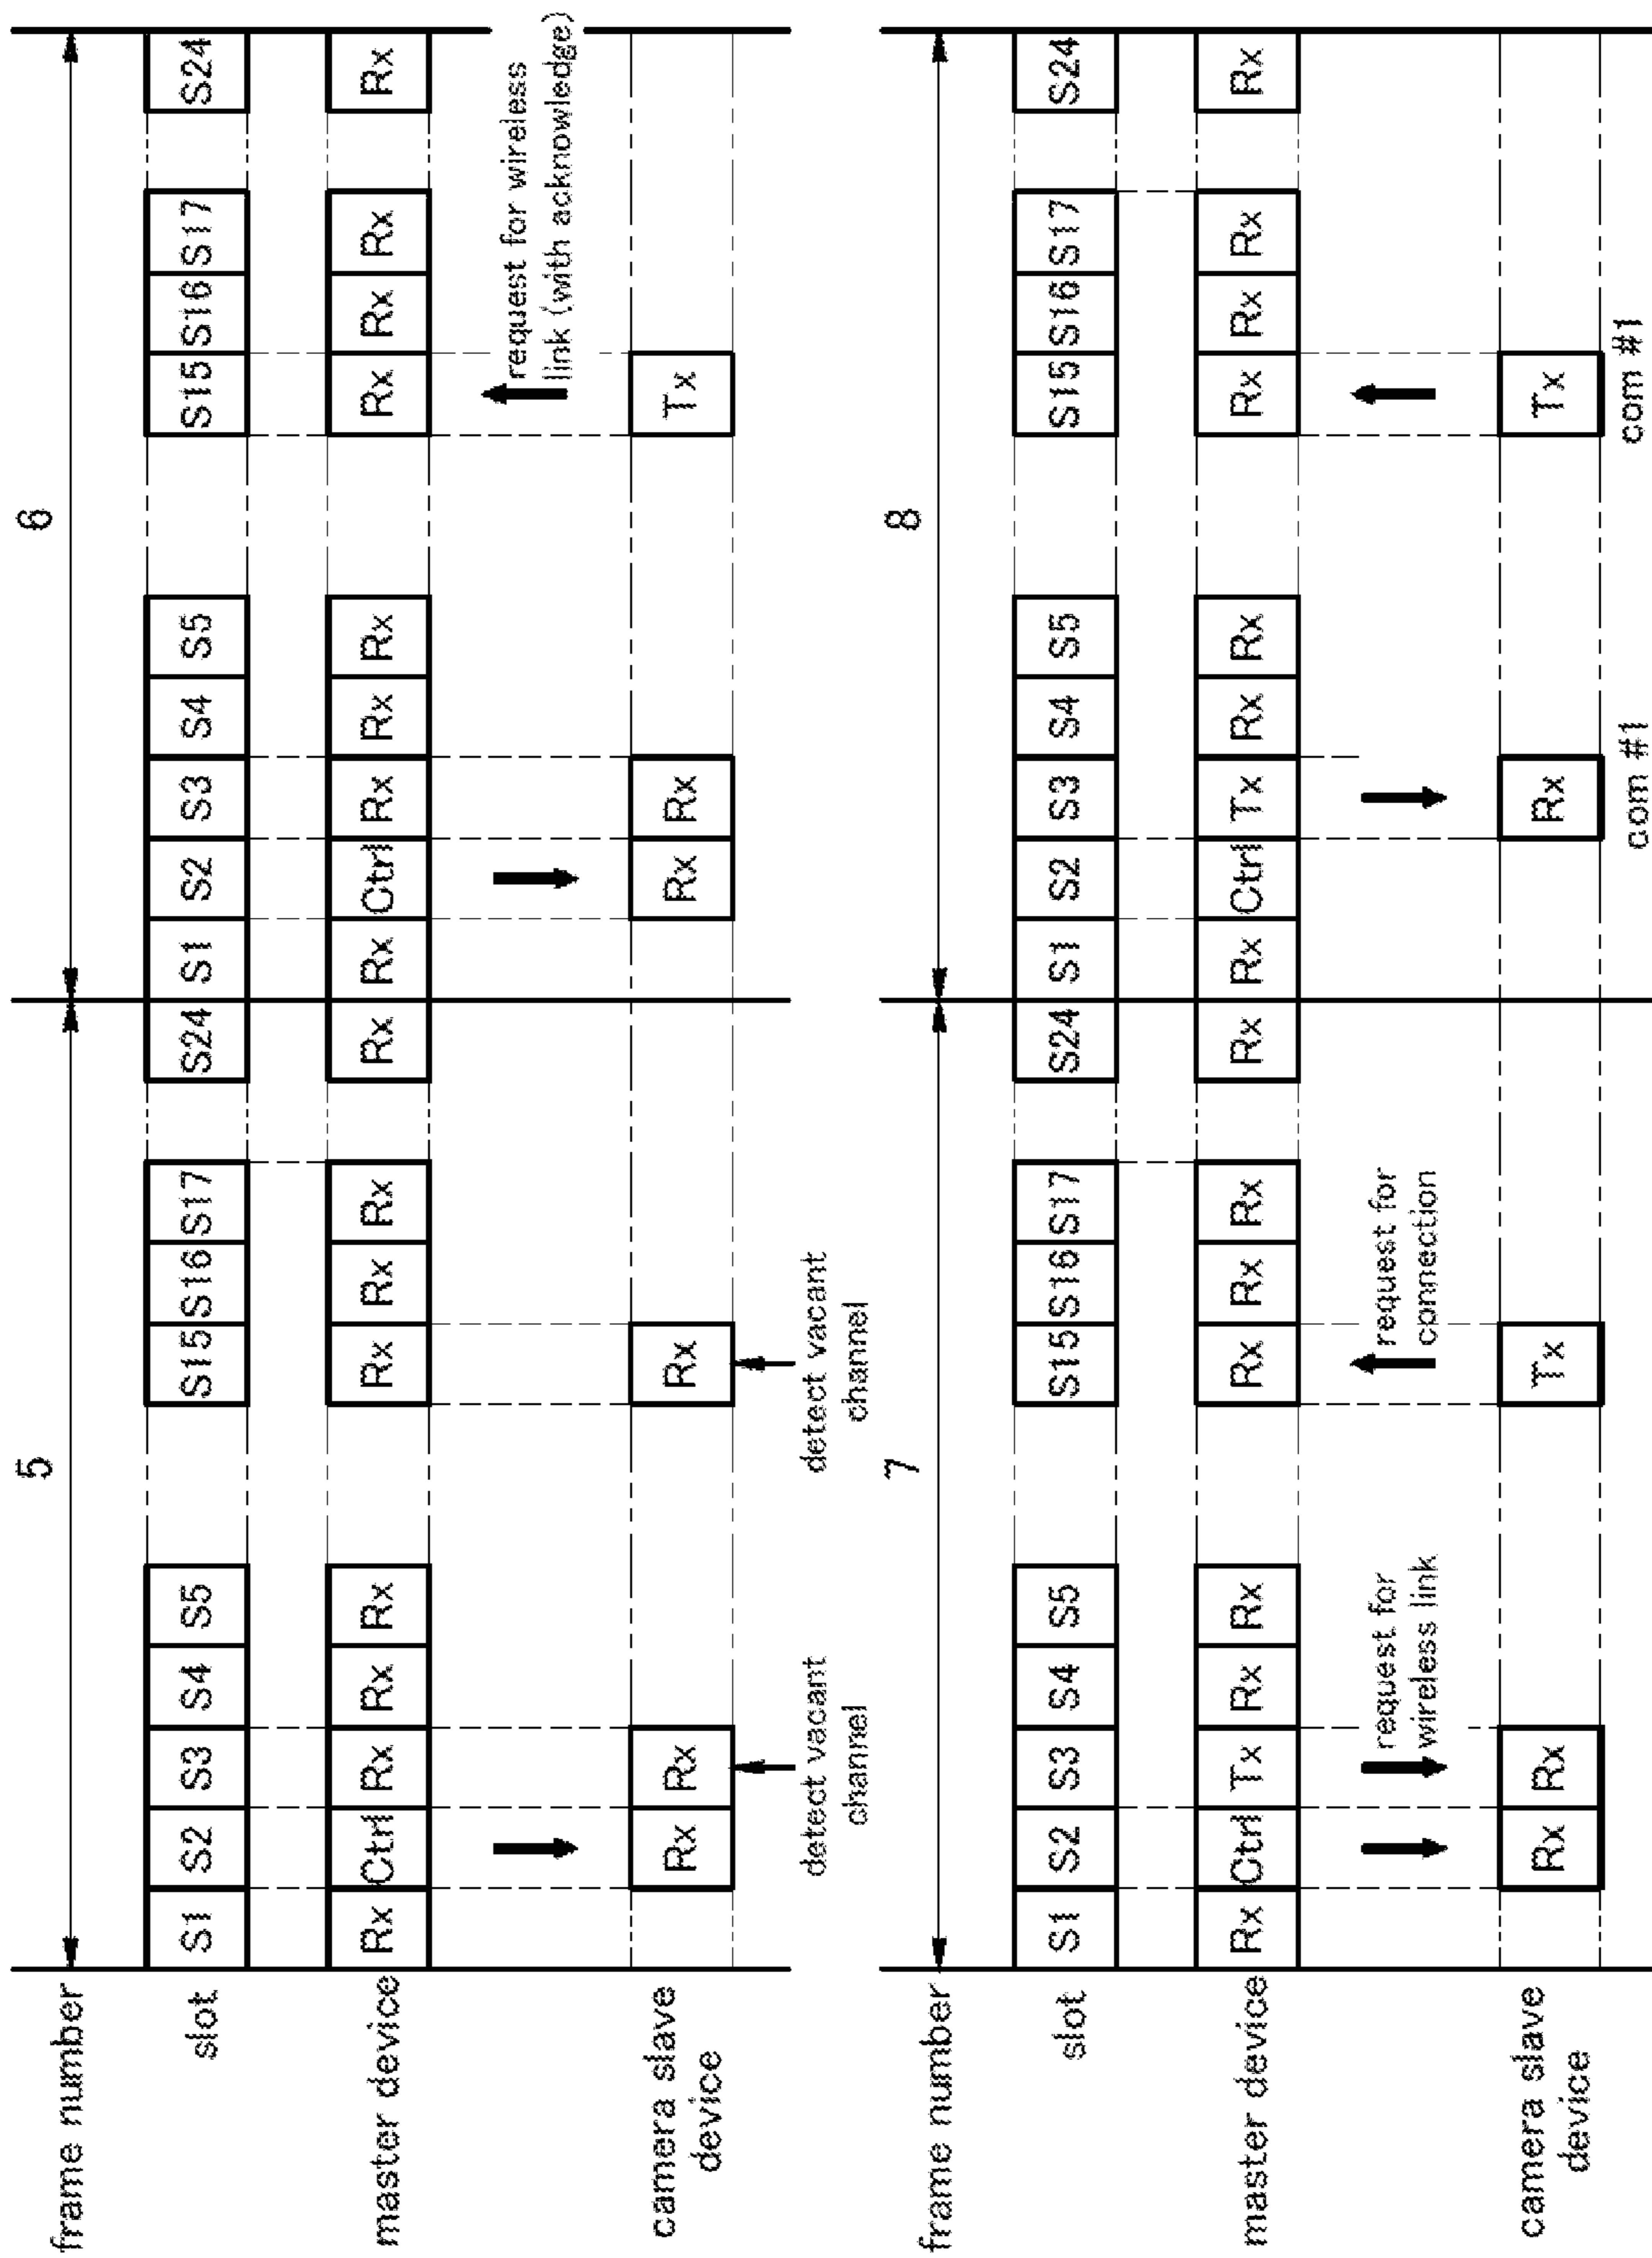 frame number
5
6
slot
S1 S2 S3 S4 S5 S15 S16 S17 S24 S1 S2 S3 S4 S5 S15 S16 S17 S24
master device
Rx Ctrl Rx Rx Rx Rx Rx Rx Rx Rx Ctrl Rx Rx Rx Rx Rx Rx Rx
request for wireless
link (with acknowledge)
camera slave
device
Rx Rx Rx Rx Rx Tx
detect vacant
channel
detect vacant
channel
frame number
7
8
slot
S1 S2 S3 S4 S5 S15 S16 S17 S24 S1 S2 S3 S4 S5 S15 S16 S17 S24
master device
Rx Ctrl Tx Rx Rx Rx Rx Rx Rx Rx Ctrl Tx Rx Rx Rx Rx Rx Rx
request for
wireless link
request for
connection
camera slave
device
Rx Rx Tx Rx Tx
com #1
com #1